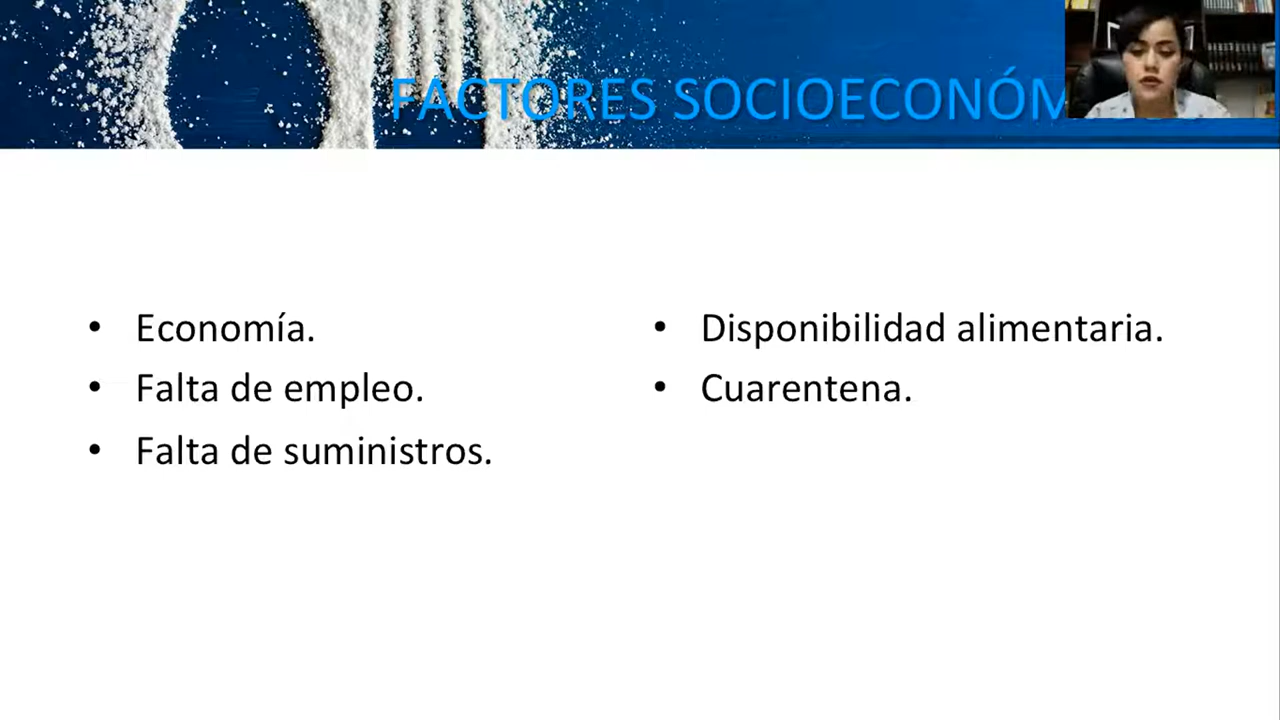 FACTORES SOCIOECONÓM
• Economía.
• Falta de empleo.
• Falta de suministros.
• Disponibilidad alimentaria.
• Cuarentena.